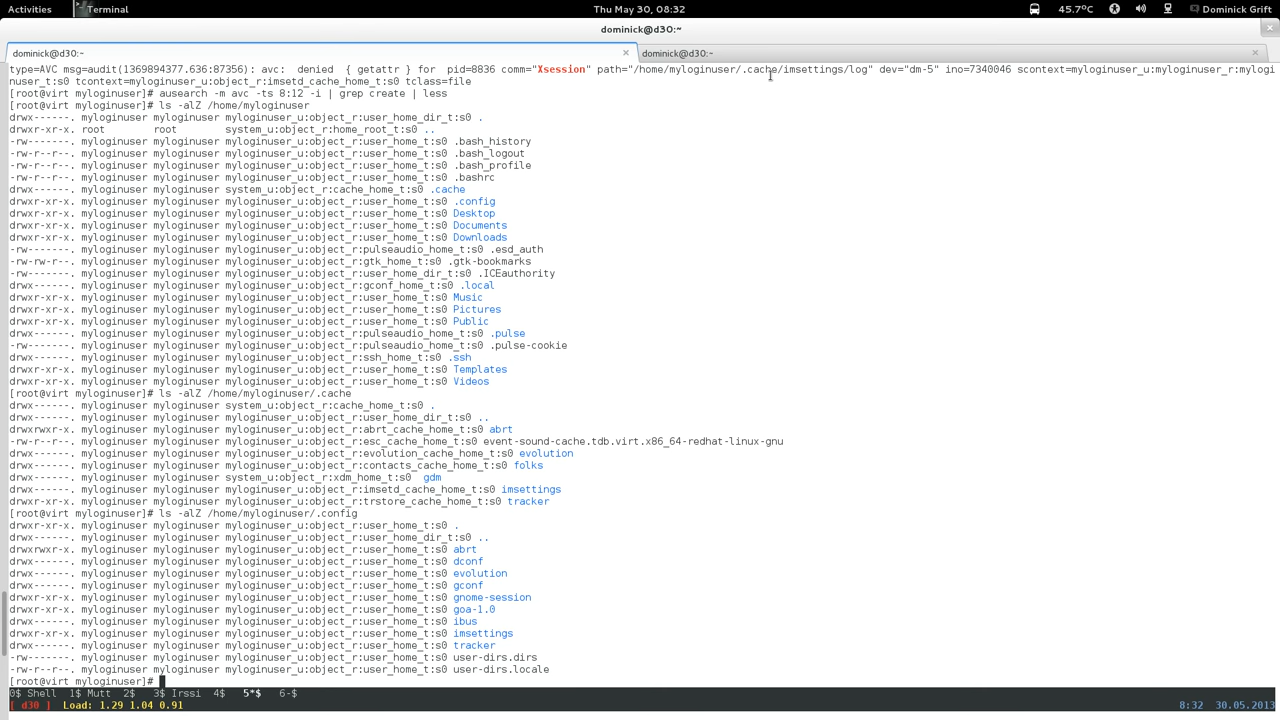 Activities Terminal Thu May 30, 08:32 45.7°C Dominick Grift
dominick@d30:~
dominick@d30:~ × dominick@d30:~ ×
type=AVC msg=audit(1369894377.636:87356): avc:  denied  { getattr } for  pid=8836 comm="Xsession" path="/home/myloginuser/.cache/imsettings/log" dev="dm-5" ino=7340046 scontext=myloginuser_u:myloginuser_r:mylogi
nuser_t:s0 tcontext=myloginuser_u:object_r:imsetd_cache_home_t:s0 tclass=file
[root@virt myloginuser]# ausearch -m avc -ts 8:12 -i | grep create | less
[root@virt myloginuser]# ls -alZ /home/myloginuser
drwx------. myloginuser myloginuser myloginuser_u:object_r:user_home_dir_t:s0 .
drwxr-xr-x. root        root        system_u:object_r:home_root_t:s0 ..
-rw-------. myloginuser myloginuser myloginuser_u:object_r:user_home_t:s0 .bash_history
-rw-r--r--. myloginuser myloginuser myloginuser_u:object_r:user_home_t:s0 .bash_logout
-rw-r--r--. myloginuser myloginuser myloginuser_u:object_r:user_home_t:s0 .bash_profile
-rw-r--r--. myloginuser myloginuser myloginuser_u:object_r:user_home_t:s0 .bashrc
drwx------. myloginuser myloginuser system_u:object_r:cache_home_t:s0 .cache
drwxr-xr-x. myloginuser myloginuser myloginuser_u:object_r:user_home_t:s0 .config
drwxr-xr-x. myloginuser myloginuser myloginuser_u:object_r:user_home_t:s0 Desktop
drwxr-xr-x. myloginuser myloginuser myloginuser_u:object_r:user_home_t:s0 Documents
drwxr-xr-x. myloginuser myloginuser myloginuser_u:object_r:user_home_t:s0 Downloads
-rw-------. myloginuser myloginuser myloginuser_u:object_r:pulseaudio_home_t:s0 .esd_auth
-rw-rw-r--. myloginuser myloginuser myloginuser_u:object_r:gtk_home_t:s0 .gtk-bookmarks
-rw-------. myloginuser myloginuser myloginuser_u:object_r:user_home_dir_t:s0 .ICEauthority
drwx------. myloginuser myloginuser myloginuser_u:object_r:gconf_home_t:s0 .local
drwxr-xr-x. myloginuser myloginuser myloginuser_u:object_r:user_home_t:s0 Music
drwxr-xr-x. myloginuser myloginuser myloginuser_u:object_r:user_home_t:s0 Pictures
drwxr-xr-x. myloginuser myloginuser myloginuser_u:object_r:user_home_t:s0 Public
drwx------. myloginuser myloginuser myloginuser_u:object_r:pulseaudio_home_t:s0 .pulse
-rw-------. myloginuser myloginuser myloginuser_u:object_r:pulseaudio_home_t:s0 .pulse-cookie
drwx------. myloginuser myloginuser myloginuser_u:object_r:ssh_home_t:s0 .ssh
drwxr-xr-x. myloginuser myloginuser myloginuser_u:object_r:user_home_t:s0 Templates
drwxr-xr-x. myloginuser myloginuser myloginuser_u:object_r:user_home_t:s0 Videos
[root@virt myloginuser]# ls -alZ /home/myloginuser/.cache
drwx------. myloginuser myloginuser system_u:object_r:cache_home_t:s0 .
drwx------. myloginuser myloginuser myloginuser_u:object_r:user_home_dir_t:s0 ..
drwxrwxr-x. myloginuser myloginuser myloginuser_u:object_r:abrt_cache_home_t:s0 abrt
-rw-r--r--. myloginuser myloginuser myloginuser_u:object_r:esc_cache_home_t:s0 event-sound-cache.tdb.virt.x86_64-redhat-linux-gnu
drwx------. myloginuser myloginuser myloginuser_u:object_r:evolution_cache_home_t:s0 evolution
drwx------. myloginuser myloginuser myloginuser_u:object_r:contacts_cache_home_t:s0 folks
drwx------. myloginuser myloginuser system_u:object_r:xdm_home_t:s0  gdm
drwx------. myloginuser myloginuser myloginuser_u:object_r:imsetd_cache_home_t:s0 imsettings
drwxr-xr-x. myloginuser myloginuser myloginuser_u:object_r:trstore_cache_home_t:s0 tracker
[root@virt myloginuser]# ls -alZ /home/myloginuser/.config
drwxr-xr-x. myloginuser myloginuser myloginuser_u:object_r:user_home_t:s0 .
drwx------. myloginuser myloginuser myloginuser_u:object_r:user_home_dir_t:s0 ..
drwxrwxr-x. myloginuser myloginuser myloginuser_u:object_r:user_home_t:s0 abrt
drwx------. myloginuser myloginuser myloginuser_u:object_r:user_home_t:s0 dconf
drwx------. myloginuser myloginuser myloginuser_u:object_r:user_home_t:s0 evolution
drwx------. myloginuser myloginuser myloginuser_u:object_r:user_home_t:s0 gconf
drwx------. myloginuser myloginuser myloginuser_u:object_r:user_home_t:s0 gnome-session
drwxr-xr-x. myloginuser myloginuser myloginuser_u:object_r:user_home_t:s0 goa-1.0
drwx------. myloginuser myloginuser myloginuser_u:object_r:user_home_t:s0 ibus
drwxr-xr-x. myloginuser myloginuser myloginuser_u:object_r:user_home_t:s0 imsettings
drwx------. myloginuser myloginuser myloginuser_u:object_r:user_home_t:s0 tracker
-rw-------. myloginuser myloginuser myloginuser_u:object_r:user_home_t:s0 user-dirs.dirs
-rw-r--r--. myloginuser myloginuser myloginuser_u:object_r:user_home_t:s0 user-dirs.locale
[root@virt myloginuser]#
0$ Shell  1$ Mutt  2$  3$ Irssi  4$   5*$   6-$
[ d30 ]  Load: 1.29 1.04 0.91 8:32  30.05.2013